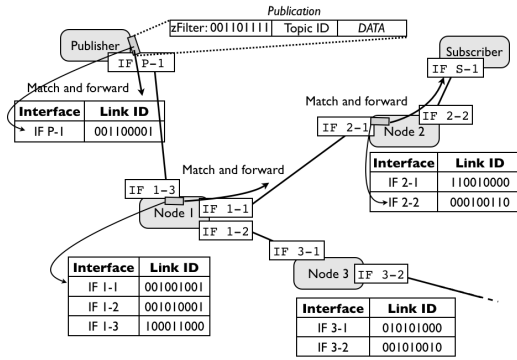 Publication
zFilter: 001101111 Topic ID DATA
Publisher
IF P-1
Subscriber
IF S-1
Match and forward
Interface Link ID
IF P-1 001100001
Match and forward
IF 2-1
IF 2-2
Node 2
Interface Link ID
IF 2-1 110010000
IF 2-2 000100110
Match and forward
IF 1-3
Node 1
IF 1-1
IF 1-2
Interface Link ID
IF 1-1 001001001
IF 1-2 001010001
IF 1-3 100011000
IF 3-1
Node 3
IF 3-2
Interface Link ID
IF 3-1 010101000
IF 3-2 001010010